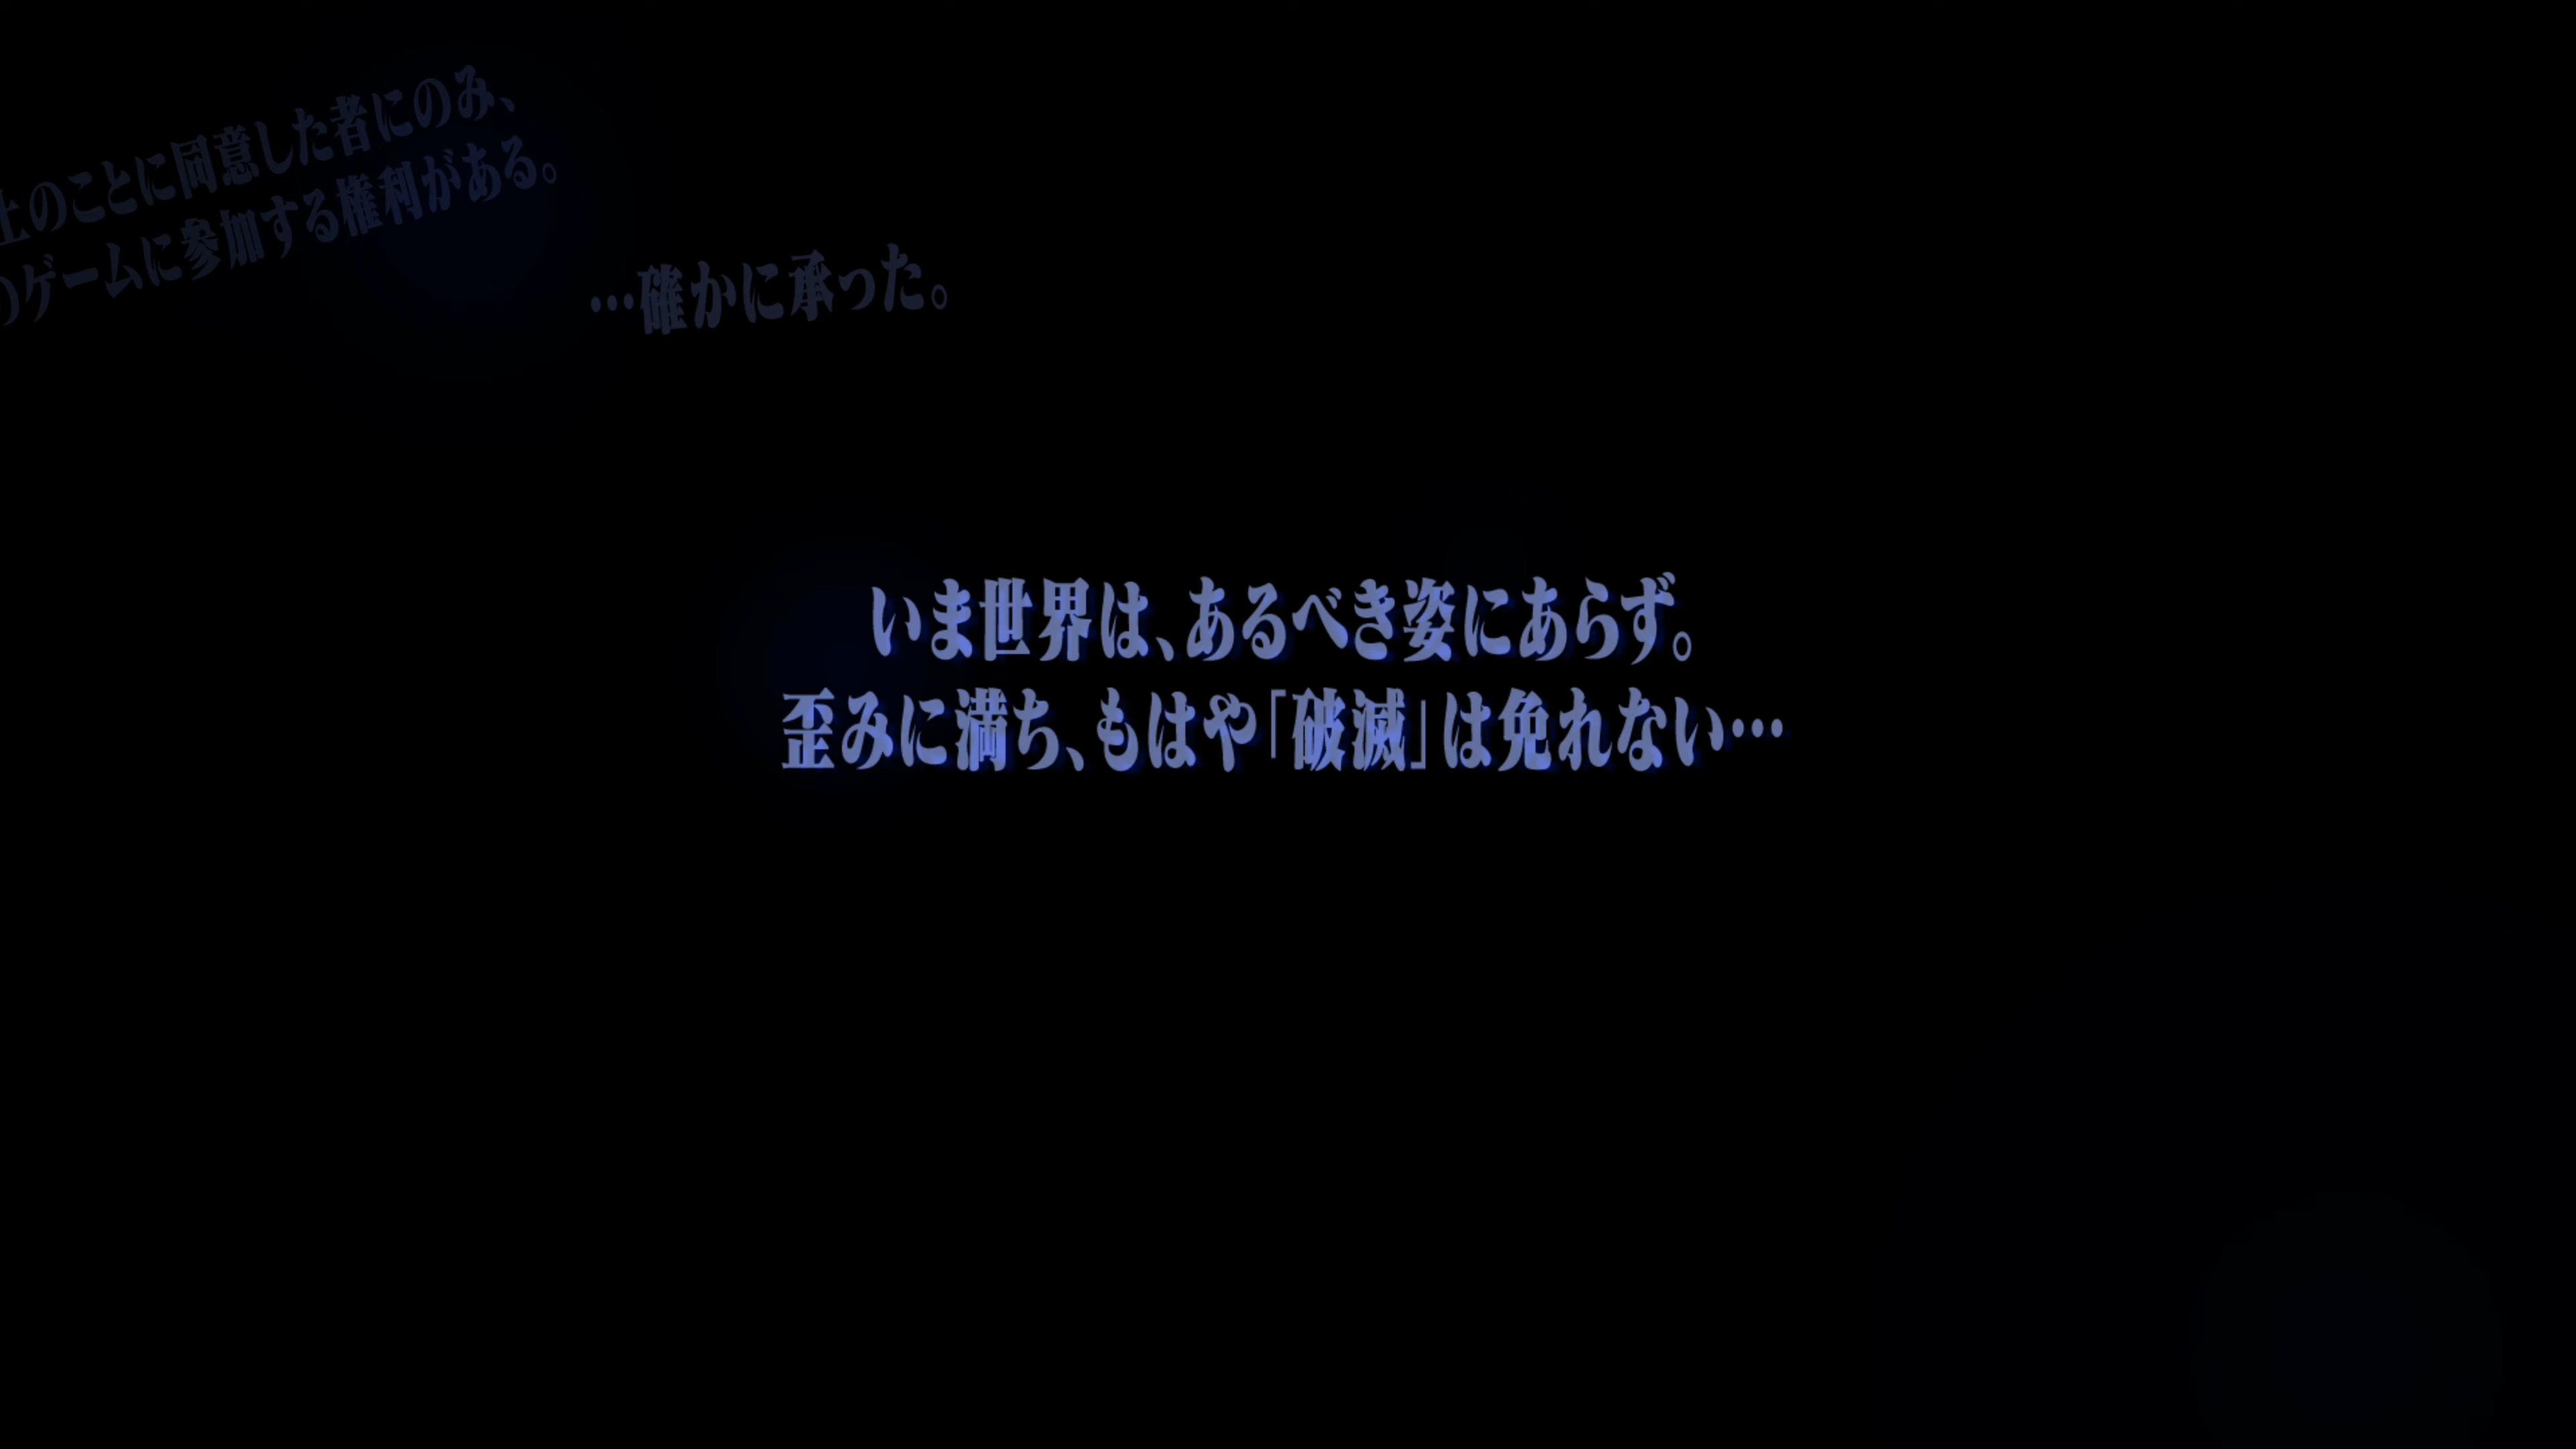 上のことに同意した者にのみ、
のゲームに参加する権利がある。
…確かに承った。
いま世界は、あるべき姿にあらず。
歪みに満ち、もはや「破滅」は免れない…